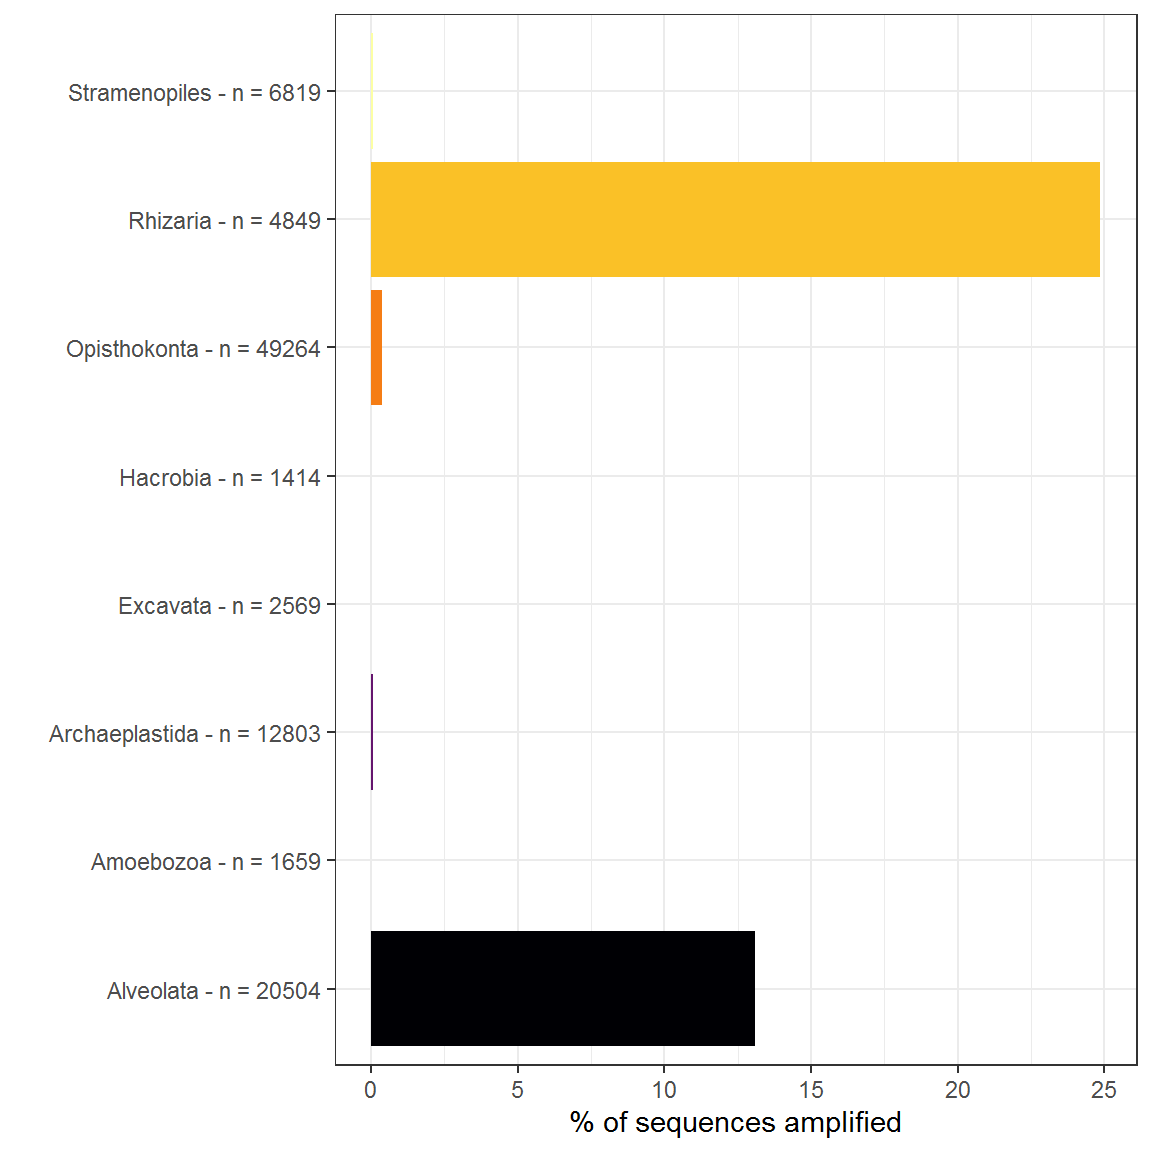 Stramenopiles - n = 6819
Rhizaria - n = 4849
Opisthokonta - n = 49264
Hacrobia - n = 1414
Excavata - n = 2569
Archaeplastida - n = 12803
Amoebozoa - n = 1659
Alveolata - n = 20504
0 5 10 15 20 25
% of sequences amplified